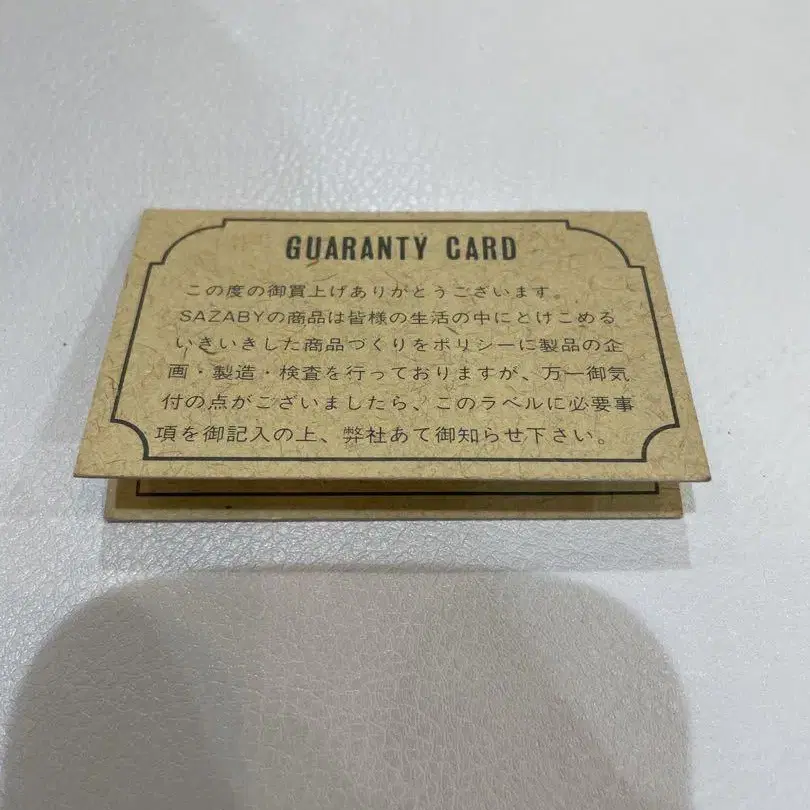 GUARANTY CARD
この度の御買上げありがとうございます。
SAZABYの商品は皆様の生活の中にとけこめる
いきいきした商品づくりをポリシーに製品の企
画・製造・検査を行っておりますが、万一御気
付の点がございましたら、このラベルに必要事
項を御記入の上、弊社あて御知らせ下さい。